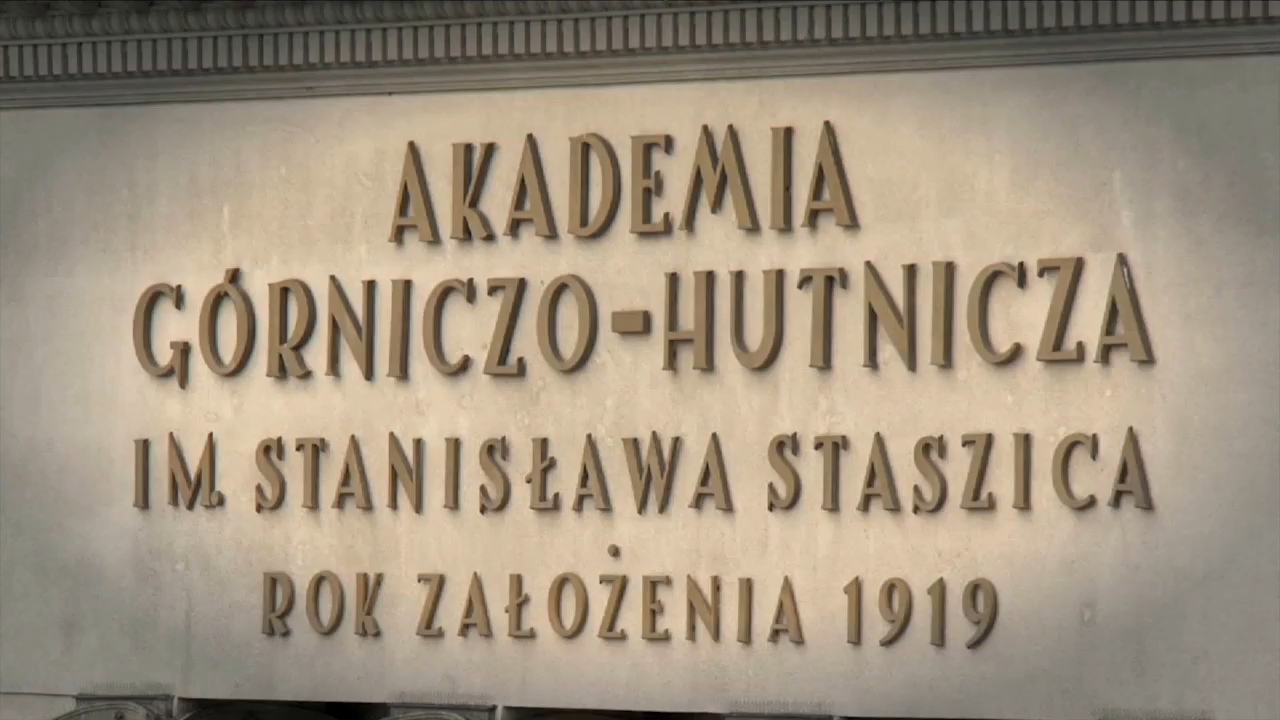 AKADEMIA
GÓRNICZO-HUTNICZA
IM. STANISŁAWA STASZICA
ROK ZAŁOŻENIA 1919